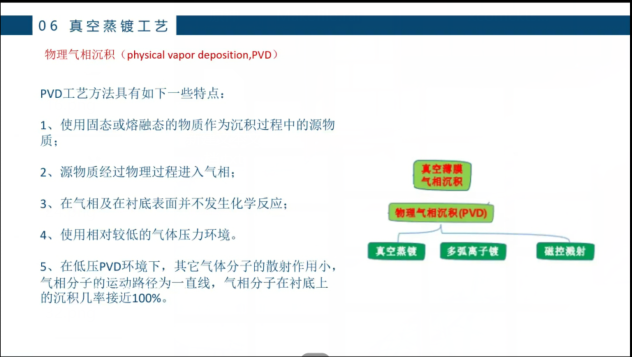 06 真空蒸镀工艺
物理气相沉积（physical vapor deposition,PVD）
PVD工艺方法具有如下一些特点：
1、使用固态或熔融态的物质作为沉积过程中的源物
质；
2、源物质经过物理过程进入气相；
3、在气相及在衬底表面并不发生化学反应；
4、使用相对较低的气体压力环境。
5、在低压PVD环境下，其它气体分子的散射作用小，
气相分子的运动路径为一直线，气相分子在衬底上
的沉积几率接近100%。
真空薄膜
气相沉积
物理气相沉积(PVD)
真空蒸镀
多弧离子镀
磁控溅射